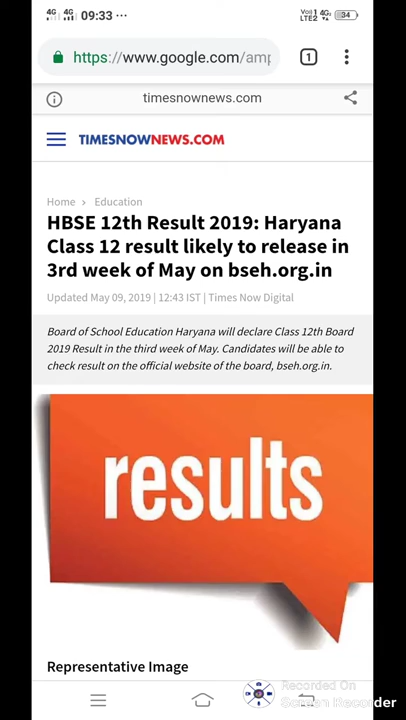 4G 4G 09:33 ···
4G 34
LTE2
https://www.google.com/amp
1
timesnownews.com
TIMESNOWNEWS.COM
Home > Education
HBSE 12th Result 2019: Haryana
Class 12 result likely to release in
3rd week of May on bseh.org.in
Updated May 09, 2019 | 12:43 IST | Times Now Digital
Board of School Education Haryana will declare Class 12th Board
2019 Result in the third week of May. Candidates will be able to
check result on the official website of the board, bseh.org.in.
results
Representative Image
Recorded On
Screen Recorder